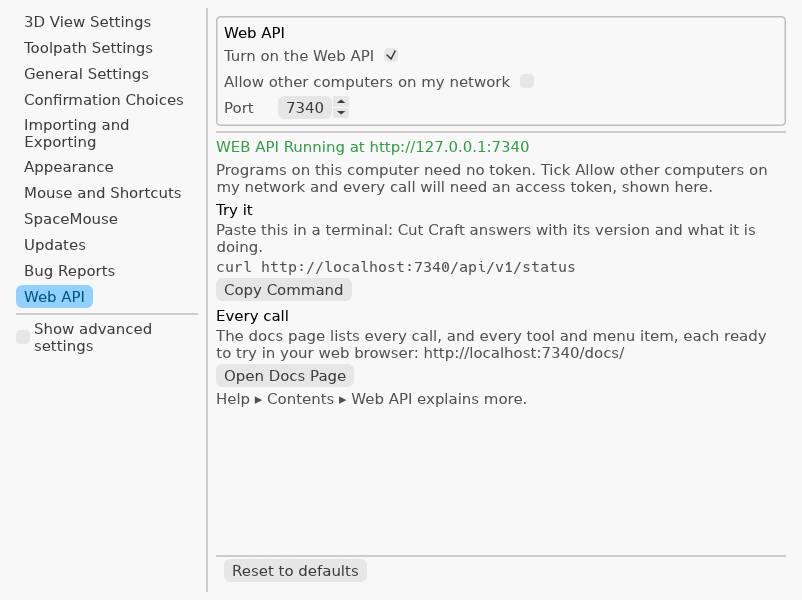 3D View Settings
Toolpath Settings
General Settings
Confirmation Choices
Importing and
Exporting
Appearance
Mouse and Shortcuts
SpaceMouse
Updates
Bug Reports
Web API
Show advanced
settings
Web API
Turn on the Web API
Allow other computers on my network
Port 7340
WEB API Running at http://127.0.0.1:7340
Programs on this computer need no token. Tick Allow other computers on
my network and every call will need an access token, shown here.
Try it
Paste this in a terminal: Cut Craft answers with its version and what it is
doing.
curl http://localhost:7340/api/v1/status
Copy Command
Every call
The docs page lists every call, and every tool and menu item, each ready
to try in your web browser: http://localhost:7340/docs/
Open Docs Page
Help ▸ Contents ▸ Web API explains more.
Reset to defaults